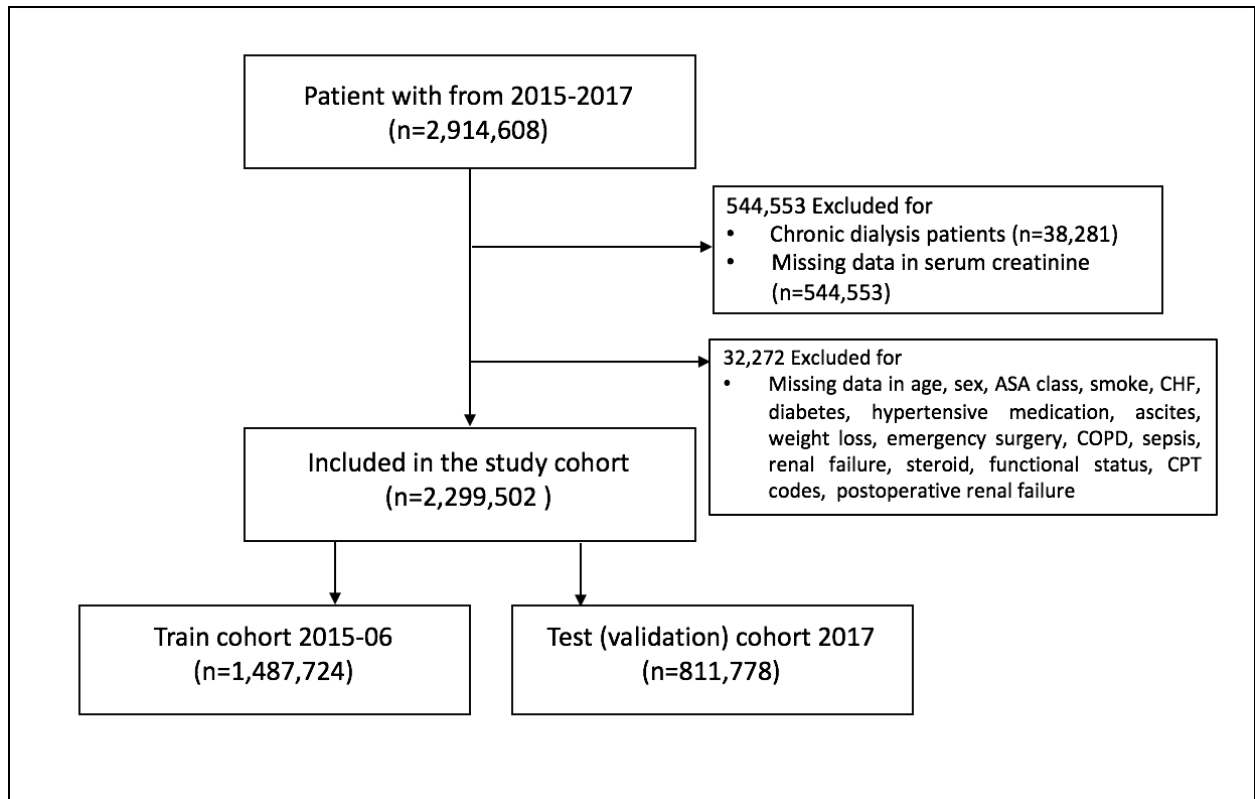 Patient with from 2015-2017
(n=2,914,608)
544,553 Excluded for
• Chronic dialysis patients (n=38,281)
• Missing data in serum creatinine
(n=544,553)
32,272 Excluded for
• Missing data in age, sex, ASA class, smoke, CHF,
diabetes, hypertensive medication, ascites,
weight loss, emergency surgery, COPD, sepsis,
renal failure, steroid, functional status, CPT
codes, postoperative renal failure
Included in the study cohort
(n=2,299,502 )
Train cohort 2015-06
(n=1,487,724)
Test (validation) cohort 2017
(n=811,778)